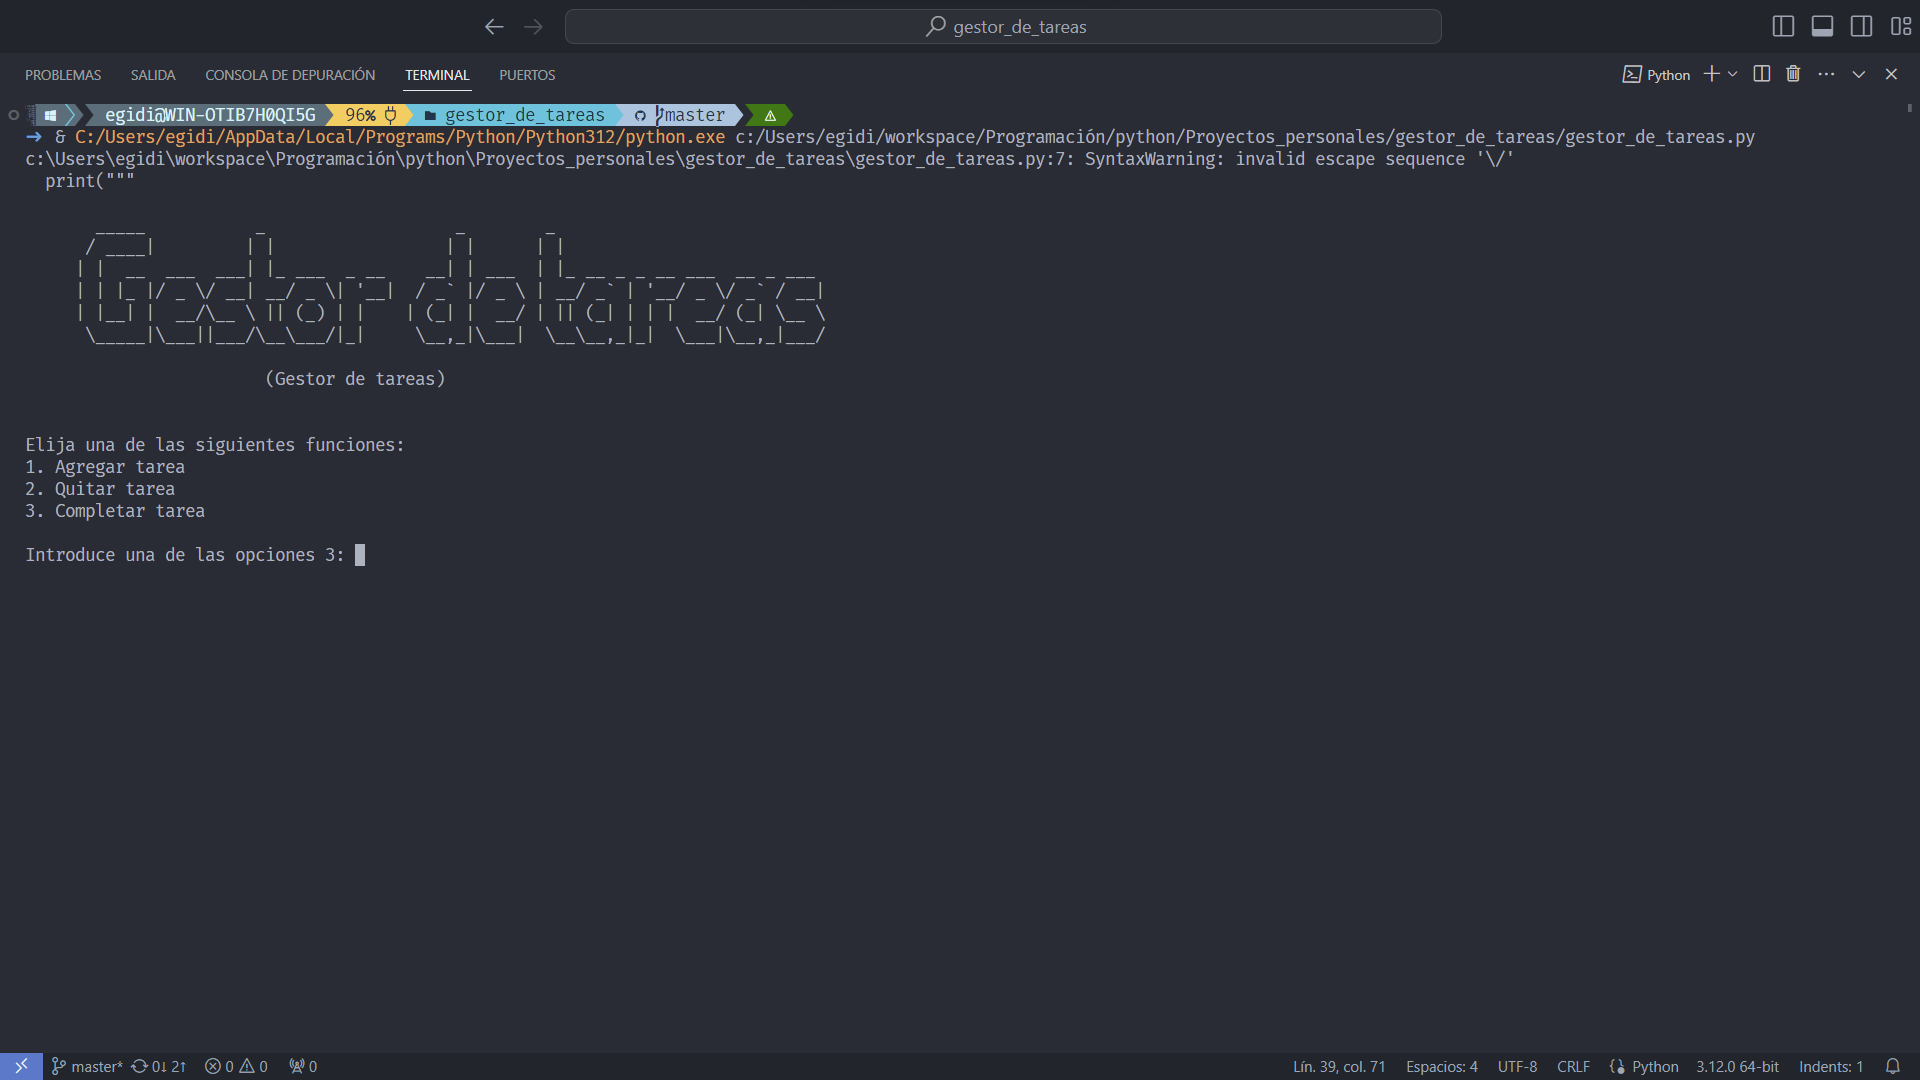 gestor_de_tareas
PROBLEMAS SALIDA CONSOLA DE DEPURACIÓN TERMINAL PUERTOS Python
egidi@WIN-OTIB7H0QI5G 96% gestor_de_tareas master
& C:/Users/egidi/AppData/Local/Programs/Python/Python312/python.exe c:/Users/egidi/workspace/Programación/python/Proyectos_personales/gestor_de_tareas/gestor_de_tareas.py
c:\Users\egidi\workspace\Programación\python\Proyectos_personales\gestor_de_tareas\gestor_de_tareas.py:7: SyntaxWarning: invalid escape sequence '\/'
print("""
Gestor de tareas
(Gestor de tareas)
Elija una de las siguientes funciones:
1. Agregar tarea
2. Quitar tarea
3. Completar tarea
Introduce una de las opciones 3:
master* 0↓ 2↑ 0 0 0 Lín. 39, col. 71 Espacios: 4 UTF-8 CRLF Python 3.12.0 64-bit Indents: 1